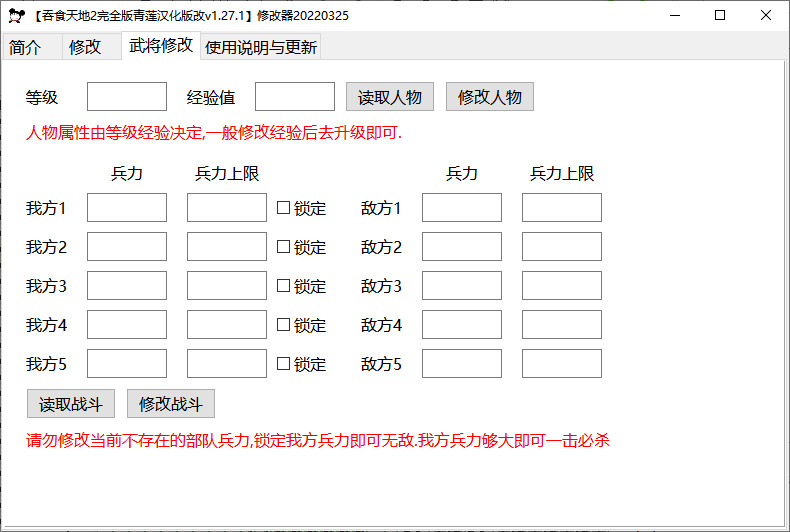 【吞食天地2完全版青莲汉化版改v1.27.1】修改器20220325
简介 修改 武将修改 使用说明与更新
等级 经验值 读取人物 修改人物
人物属性由等级经验决定,一般修改经验后去升级即可.
兵力 兵力上限 兵力 兵力上限
我方1 锁定 敌方1
我方2 锁定 敌方2
我方3 锁定 敌方3
我方4 锁定 敌方4
我方5 锁定 敌方5
读取战斗 修改战斗
请勿修改当前不存在的部队兵力,锁定我方兵力即可无敌.我方兵力够大即可一击必杀